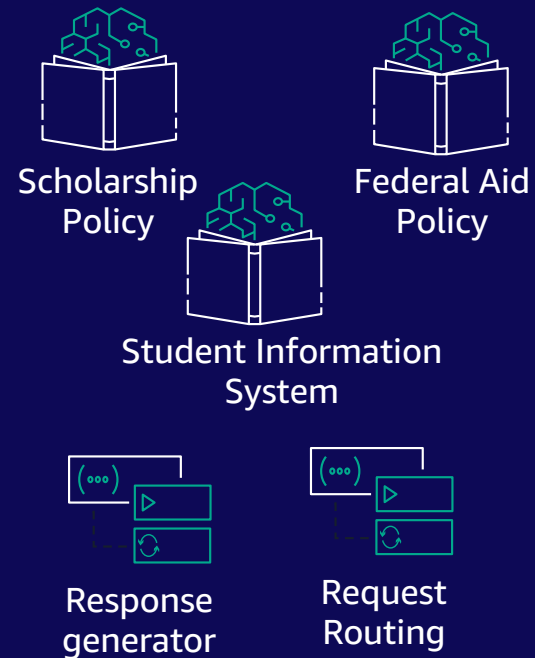 Scholarship
Policy
Federal Aid
Policy
Student Information
System
Response
generator
Request
Routing